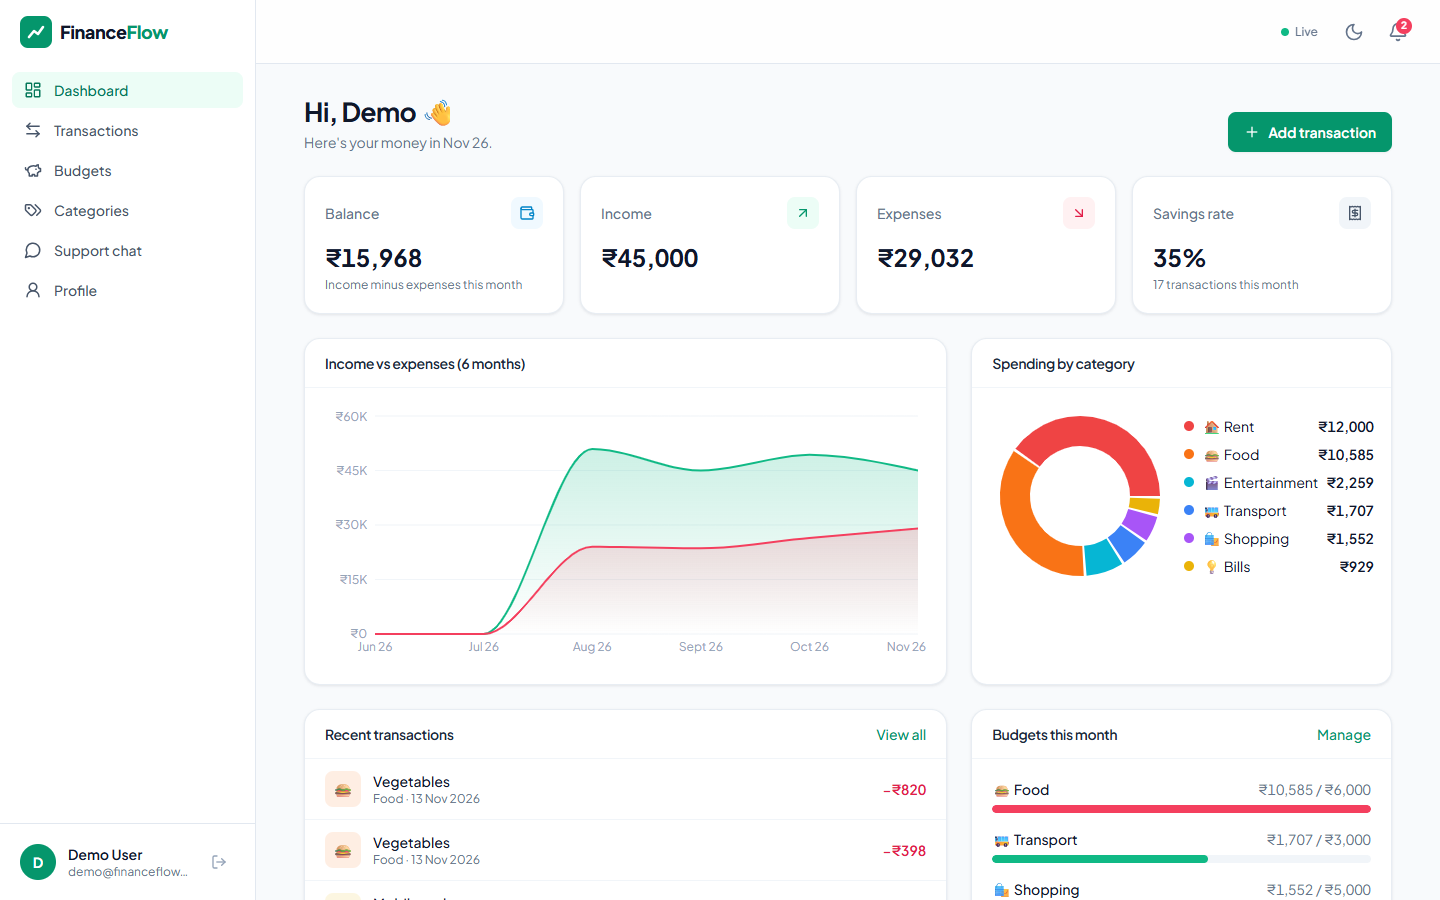 FinanceFlow
Live
2
Dashboard
Transactions
Budgets
Categories
Support chat
Profile
D
Demo User
demo@financeflow...
Hi, Demo 👋
Here's your money in Nov 26.
+ Add transaction
Balance
₹15,968
Income minus expenses this month
Income
₹45,000
Expenses
₹29,032
Savings rate
35%
17 transactions this month
Income vs expenses (6 months)
₹60K
₹45K
₹30K
₹15K
₹0
Jun 26 Jul 26 Aug 26 Sept 26 Oct 26 Nov 26
Spending by category
Rent ₹12,000
Food ₹10,585
Entertainment ₹2,259
Transport ₹1,707
Shopping ₹1,552
Bills ₹929
Recent transactions View all
Vegetables
Food · 13 Nov 2026
-₹820
Vegetables
Food · 13 Nov 2026
-₹398
Budgets this month Manage
Food ₹10,585 / ₹6,000
Transport ₹1,707 / ₹3,000
Shopping ₹1,552 / ₹5,000